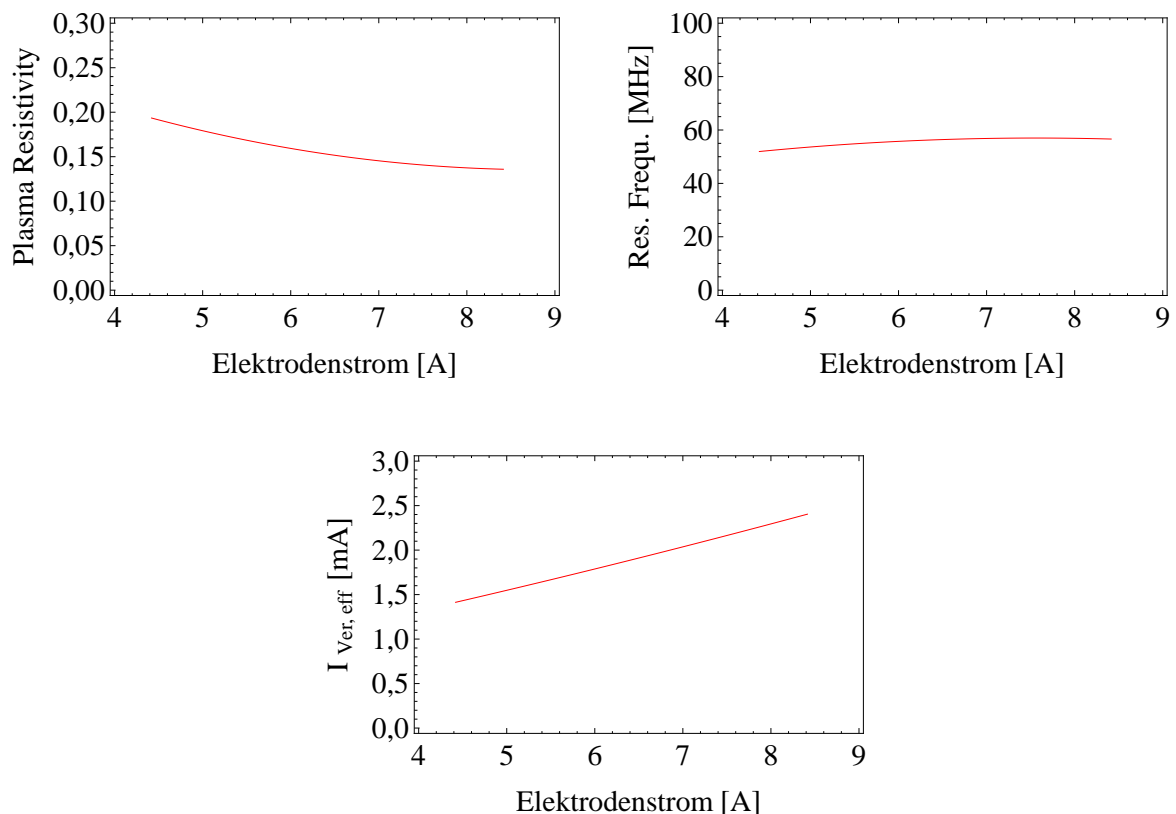 Plasma Resistivity
0,30
0,25
0,20
0,15
0,10
0,05
0,00
4 5 6 7 8 9
Elektrodenstrom [A]
Res. Frequ. [MHz]
100
80
60
40
20
0
4 5 6 7 8 9
Elektrodenstrom [A]
I Ver, eff [mA]
3,0
2,5
2,0
1,5
1,0
0,5
0,0
4 5 6 7 8 9
Elektrodenstrom [A]